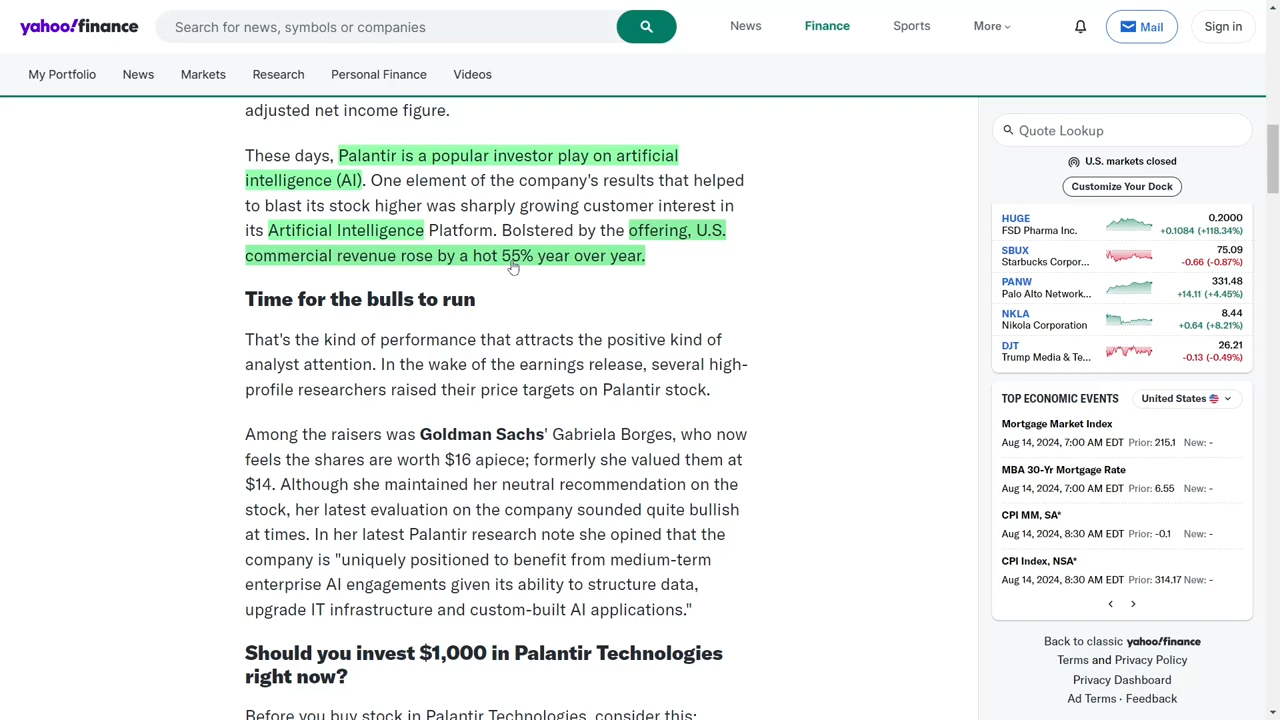 yahoo!finance
Search for news, symbols or companies
News
Finance
Sports
More
Mail
Sign in
My Portfolio
News
Markets
Research
Personal Finance
Videos
adjusted net income figure.
These days, Palantir is a popular investor play on artificial
intelligence (AI). One element of the company's results that helped
to blast its stock higher was sharply growing customer interest in
its Artificial Intelligence Platform. Bolstered by the offering, U.S.
commercial revenue rose by a hot 55% year over year.
Time for the bulls to run
That's the kind of performance that attracts the positive kind of
analyst attention. In the wake of the earnings release, several high-
profile researchers raised their price targets on Palantir stock.
Among the raisers was Goldman Sachs' Gabriela Borges, who now
feels the shares are worth $16 apiece; formerly she valued them at
$14. Although she maintained her neutral recommendation on the
stock, her latest evaluation on the company sounded quite bullish
at times. In her latest Palantir research note she opined that the
company is "uniquely positioned to benefit from medium-term
enterprise AI engagements given its ability to structure data,
upgrade IT infrastructure and custom-built AI applications."
Should you invest $1,000 in Palantir Technologies
right now?
Before you buy stock in Palantir Technologies, consider this:
Quote Lookup
U.S. markets closed
Customize Your Dock
HUGE 0.2000
FSD Pharma Inc. +0.1084 (+118.34%)
SBUX 75.09
Starbucks Corpor... -0.66 (-0.87%)
PANW 331.48
Palo Alto Network... +14.11 (+4.45%)
NKLA 8.44
Nikola Corporation +0.64 (+8.21%)
DJT 26.21
Trump Media & Te... -0.13 (-0.49%)
TOP ECONOMIC EVENTS United States
Mortgage Market Index
Aug 14, 2024, 7:00 AM EDT Prior: 215.1 New: -
MBA 30-Yr Mortgage Rate
Aug 14, 2024, 7:00 AM EDT Prior: 6.55 New: -
CPI MM, SA*
Aug 14, 2024, 8:30 AM EDT Prior: -0.1 New: -
CPI Index, NSA*
Aug 14, 2024, 8:30 AM EDT Prior: 314.17 New: -
Back to classic yahoo!finance
Terms and Privacy Policy
Privacy Dashboard
Ad Terms · Feedback